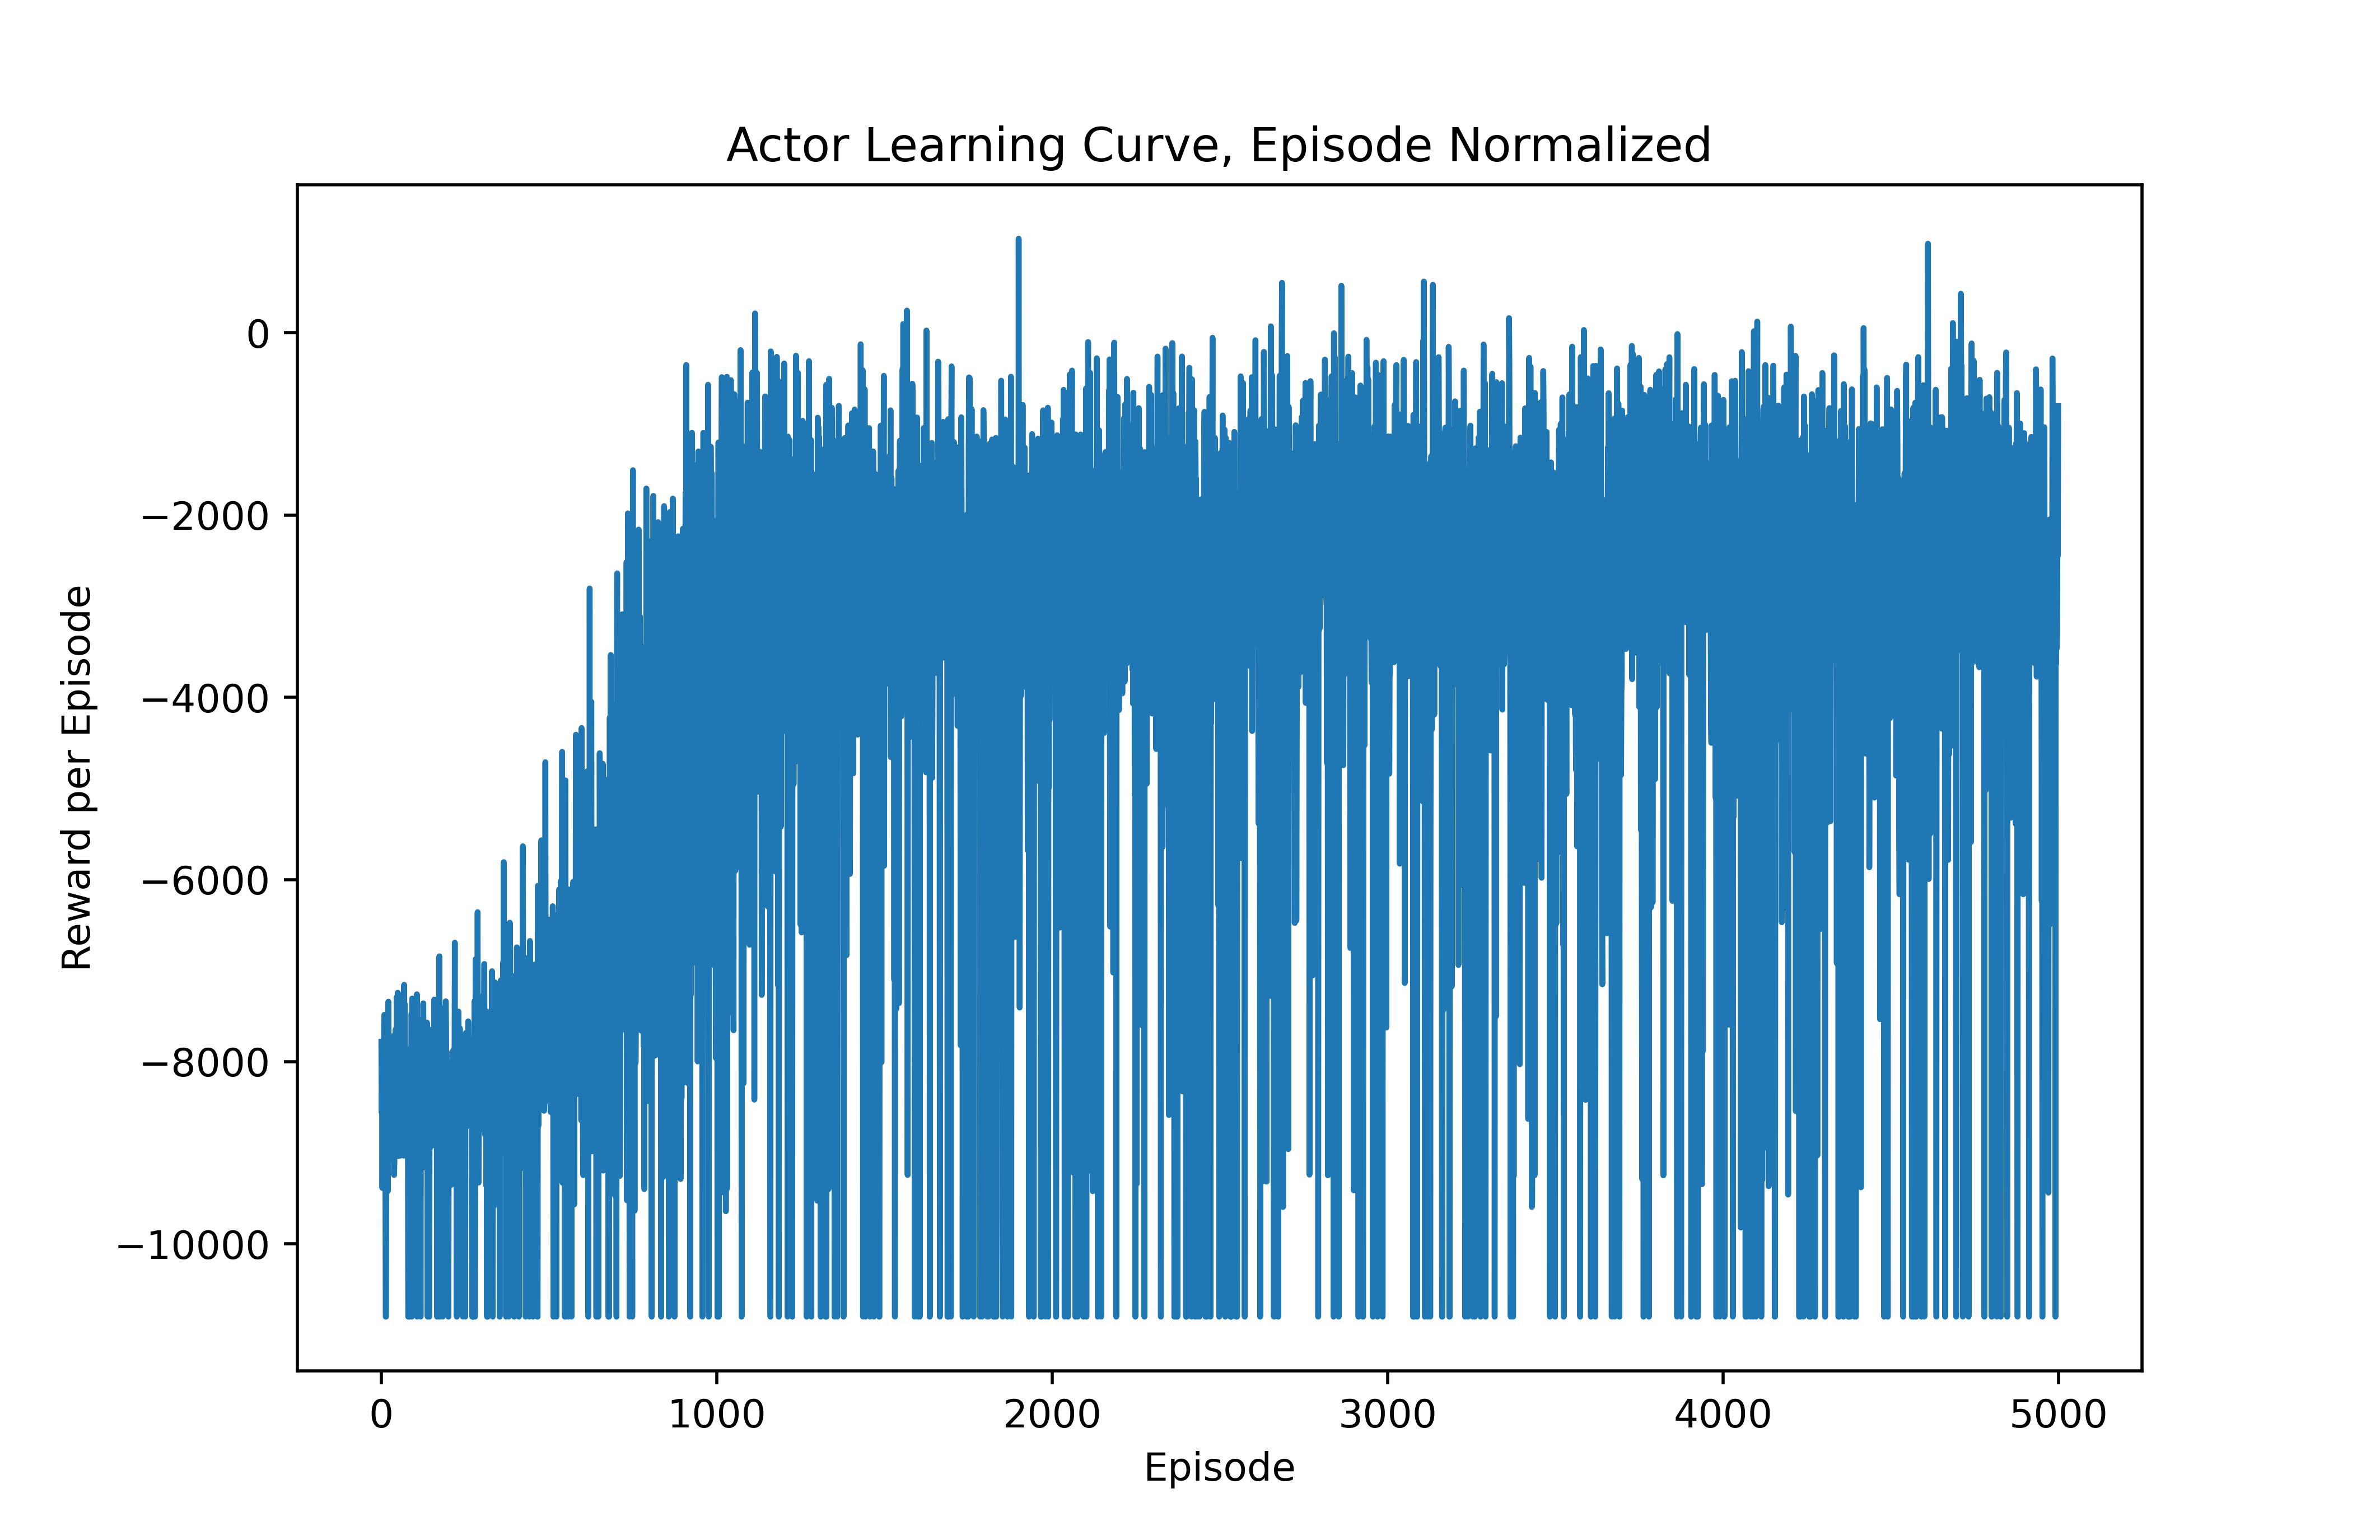 Actor Learning Curve, Episode Normalized
Reward per Episode
0
−2000
−4000
−6000
−8000
−10000
0 1000 2000 3000 4000 5000
Episode